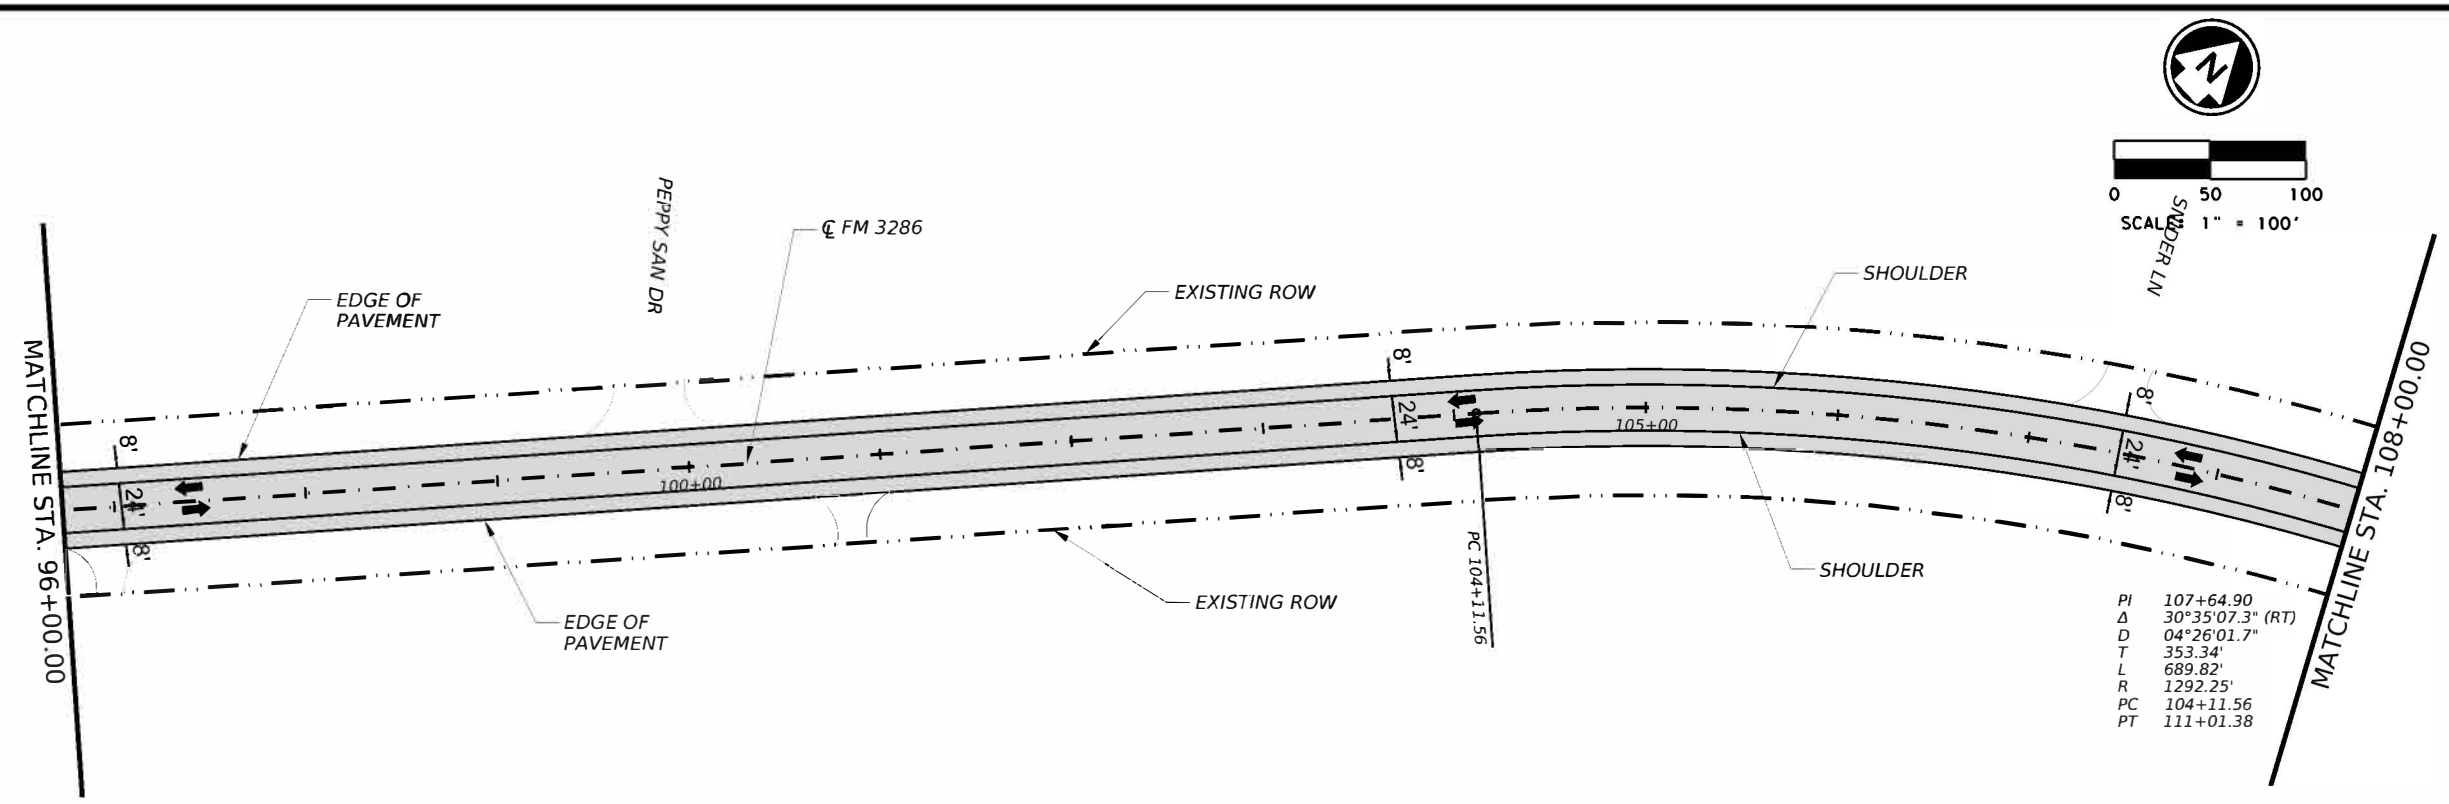 N
0 50 100
SCALE: 1" = 100'
SNIDER LN
PEPPY SAN DR
℄ FM 3286
EDGE OF
PAVEMENT
EXISTING ROW
SHOULDER
MATCHLINE STA. 96+00.00
MATCHLINE STA. 108+00.00
8'
24'
8'
8'
24'
8'
8'
24'
8'
100+00
105+00
PC 104+11.56
EDGE OF
PAVEMENT
EXISTING ROW
SHOULDER
PI 107+64.90
Δ 30°35'07.3" (RT)
D 04°26'01.7"
T 353.34'
L 689.82'
R 1292.25'
PC 104+11.56
PT 111+01.38